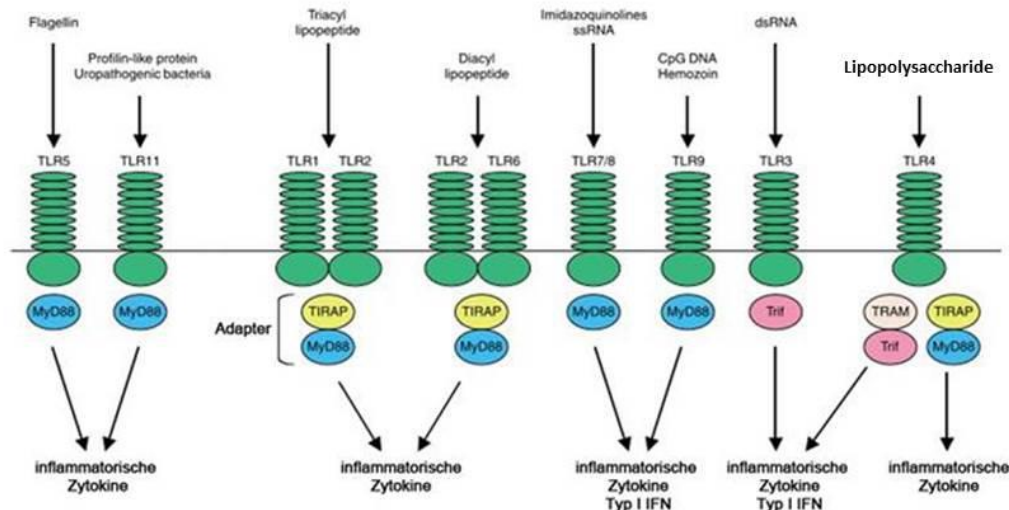 Flagellin
Profilin-like protein
Uropathogenic bacteria
Triacyl
lipopeptide
Diacyl
lipopeptide
Imidazoquinolines
ssRNA
CpG DNA
Hemozoin
dsRNA
Lipopolysaccharide
TLR5
TLR11
TLR1
TLR2
TLR2
TLR6
TLR7/8
TLR9
TLR3
TLR4
MyD88
MyD88
Adapter
TIRAP
MyD88
TIRAP
MyD88
MyD88
MyD88
Trif
TRAM
Trif
TIRAP
MyD88
inflammatorische
Zytokine
inflammatorische
Zytokine
inflammatorische
Zytokine
Typ I IFN
inflammatorische
Zytokine
Typ I IFN
inflammatorische
Zytokine